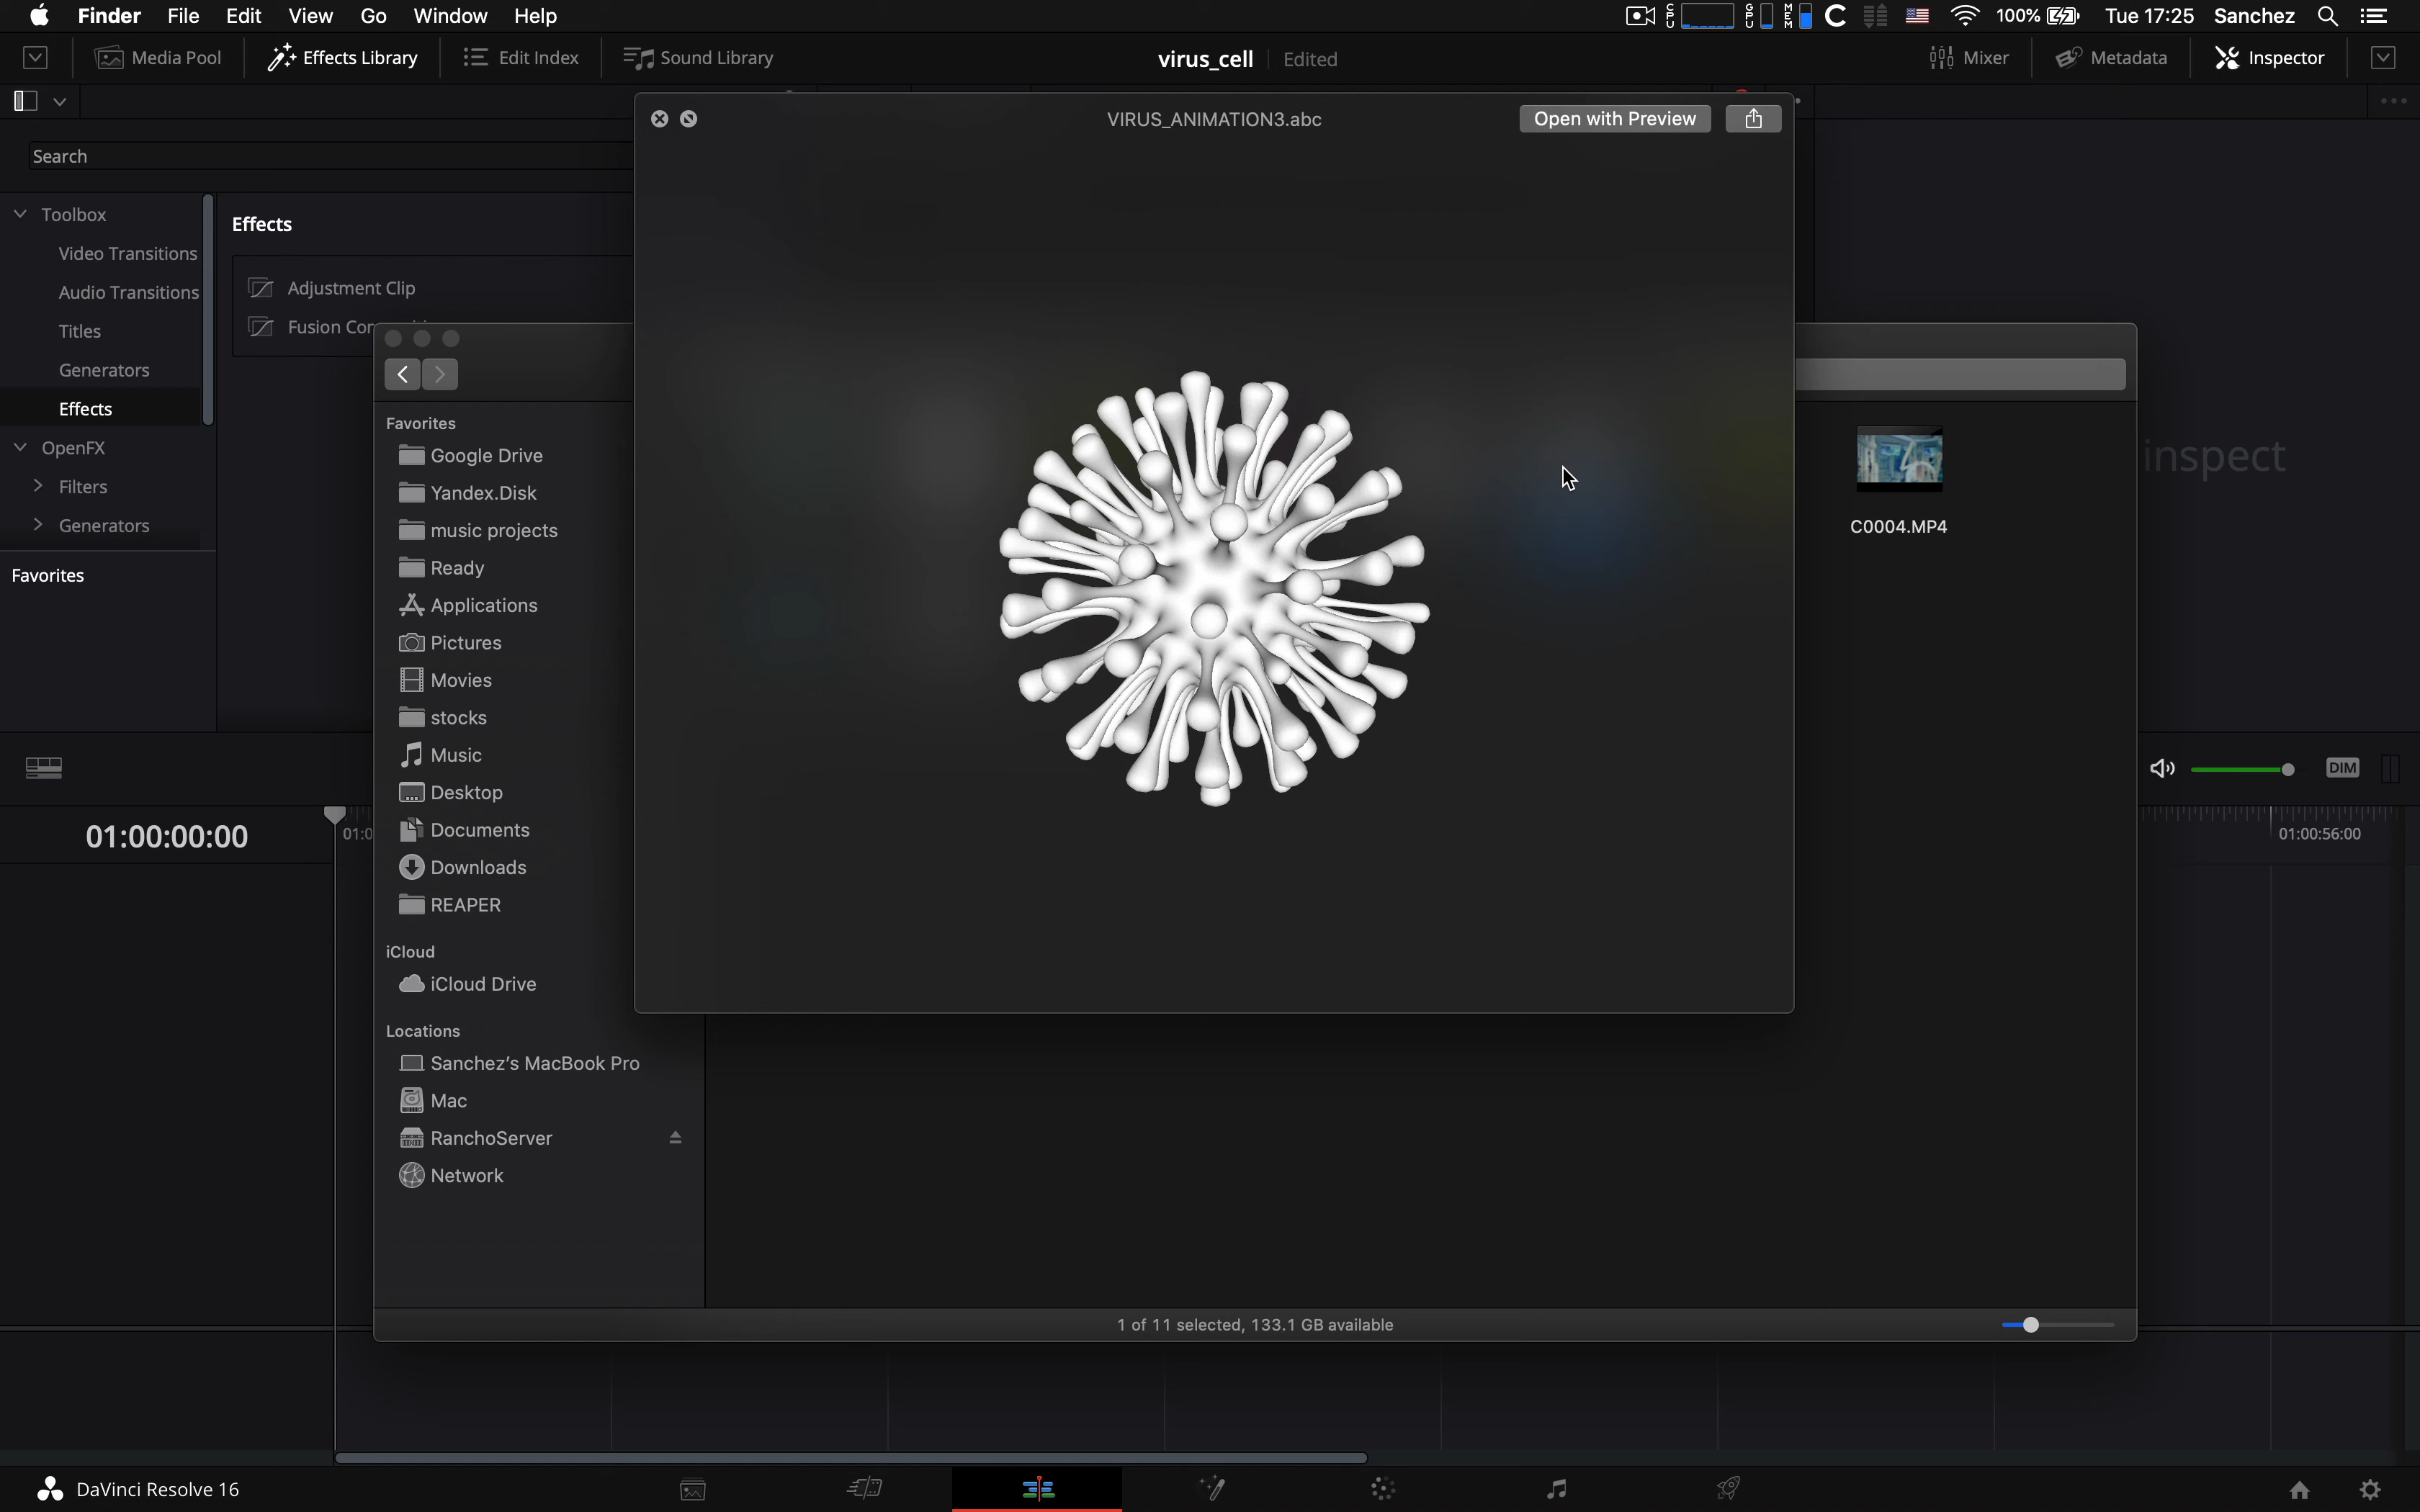 Finder File Edit View Go Window Help
CPU GPU MEM 100% Tue 17:25 Sanchez
Media Pool Effects Library Edit Index Sound Library
virus_cell Edited
Mixer Metadata Inspector
VIRUS_ANIMATION3.abc Open with Preview
Search
Toolbox
Video Transitions
Audio Transitions
Titles
Generators
Effects
OpenFX
Filters
Generators
Favorites
Effects
Adjustment Clip
Fusion
Favorites
Google Drive
Yandex.Disk
music projects
Ready
Applications
Pictures
Movies
stocks
Music
Desktop
Documents
Downloads
REAPER
iCloud
iCloud Drive
Locations
Sanchez's MacBook Pro
Mac
RanchoServer
Network
C0004.MP4
inspect
DIM
01:00:00:00
01:00:56:00
1 of 11 selected, 133.1 GB available
DaVinci Resolve 16